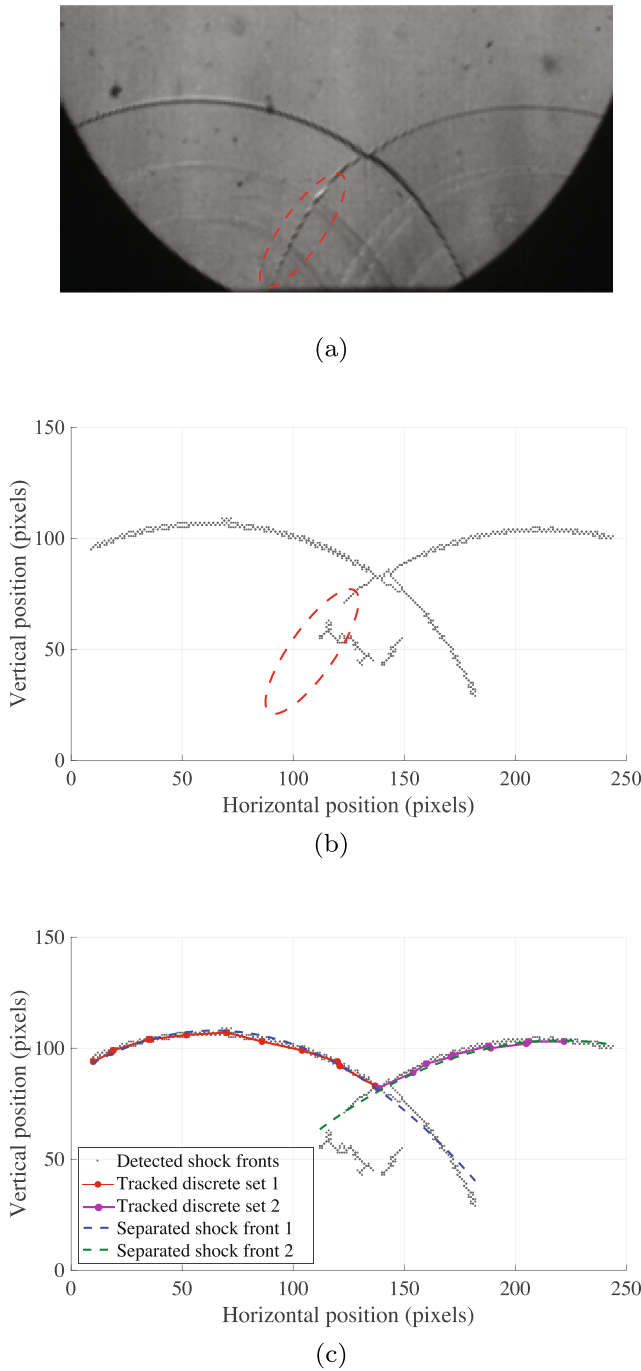 (a)
150
100
50
0
Vertical position (pixels)
0 50 100 150 200 250
Horizontal position (pixels)
(b)
150
100
50
0
Vertical position (pixels)
Detected shock fronts
Tracked discrete set 1
Tracked discrete set 2
Separated shock front 1
Separated shock front 2
0 50 100 150 200 250
Horizontal position (pixels)
(c)